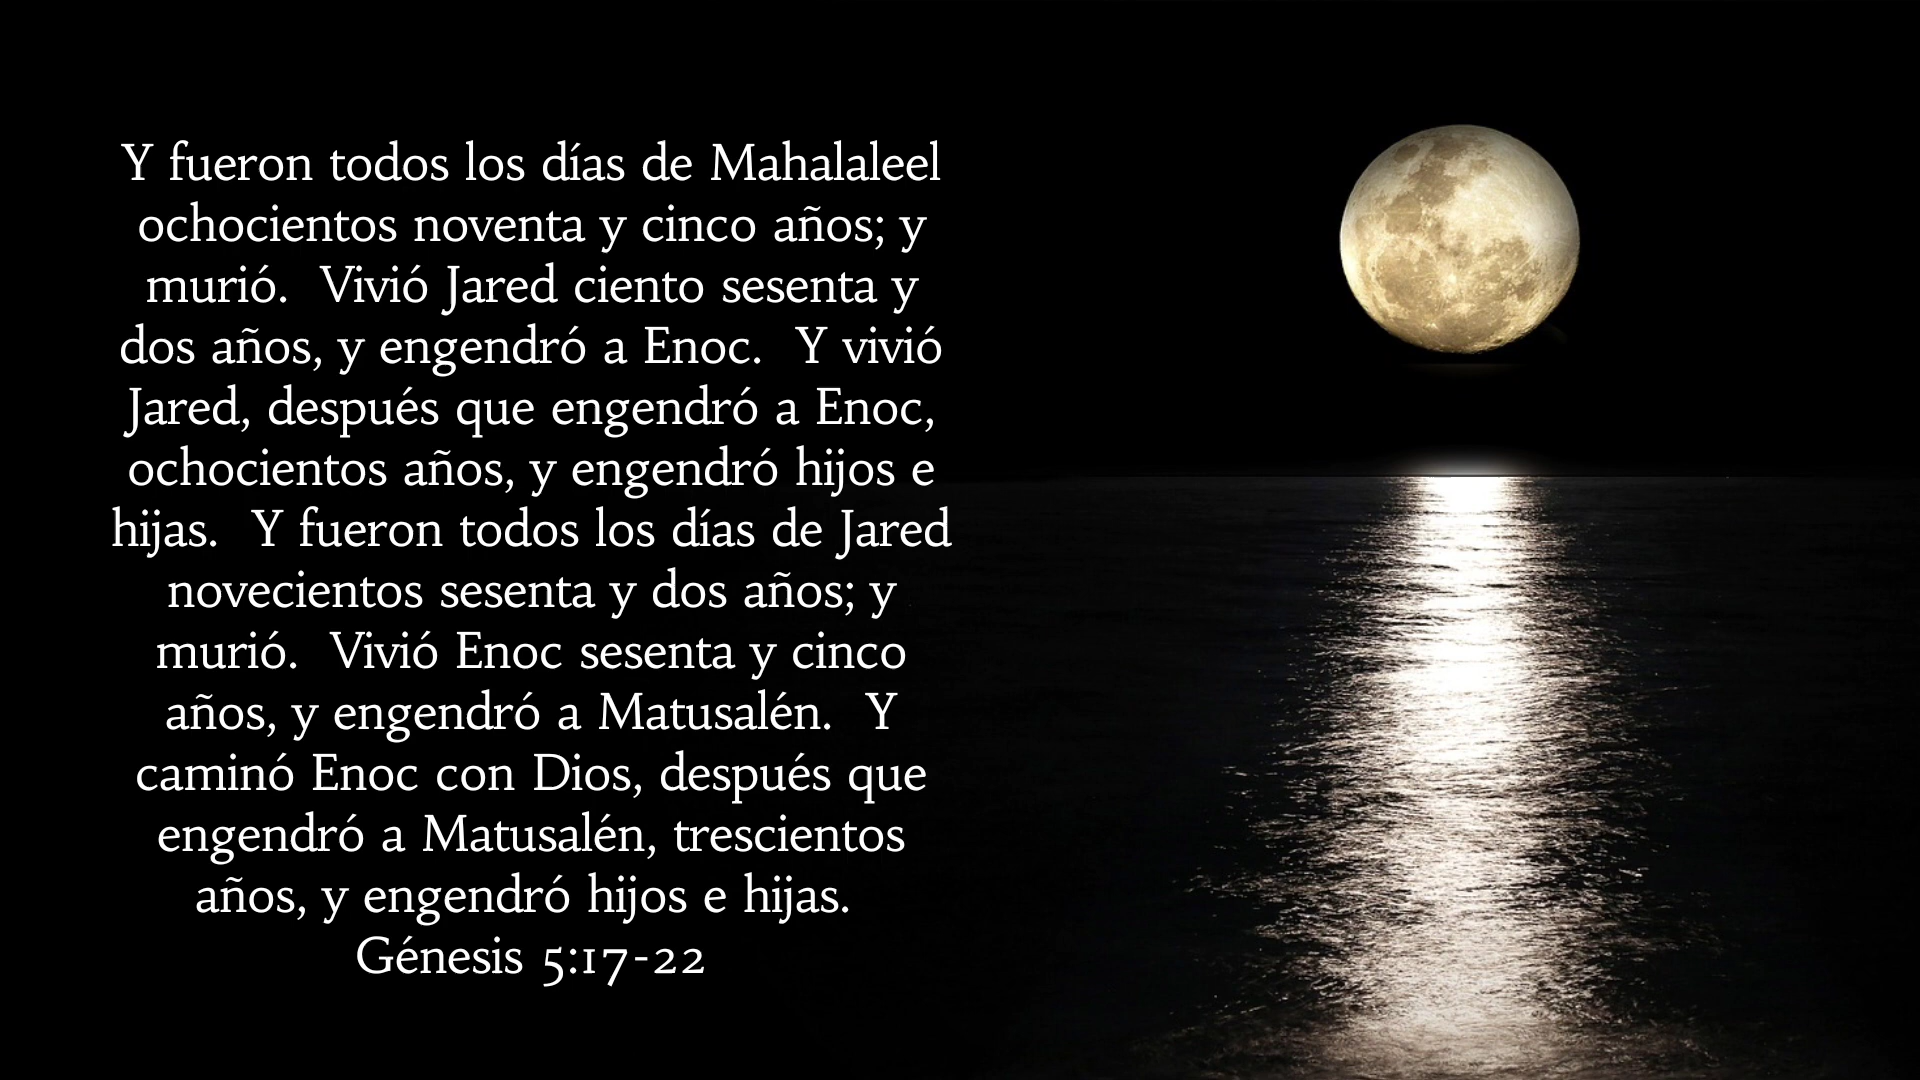 Y fueron todos los días de Mahalaleel
ochocientos noventa y cinco años; y
murió.  Vivió Jared ciento sesenta y
dos años, y engendró a Enoc.  Y vivió
Jared, después que engendró a Enoc,
ochocientos años, y engendró hijos e
hijas.  Y fueron todos los días de Jared
novecientos sesenta y dos años; y
murió.  Vivió Enoc sesenta y cinco
años, y engendró a Matusalén.  Y
caminó Enoc con Dios, después que
engendró a Matusalén, trescientos
años, y engendró hijos e hijas.
Génesis 5:17-22